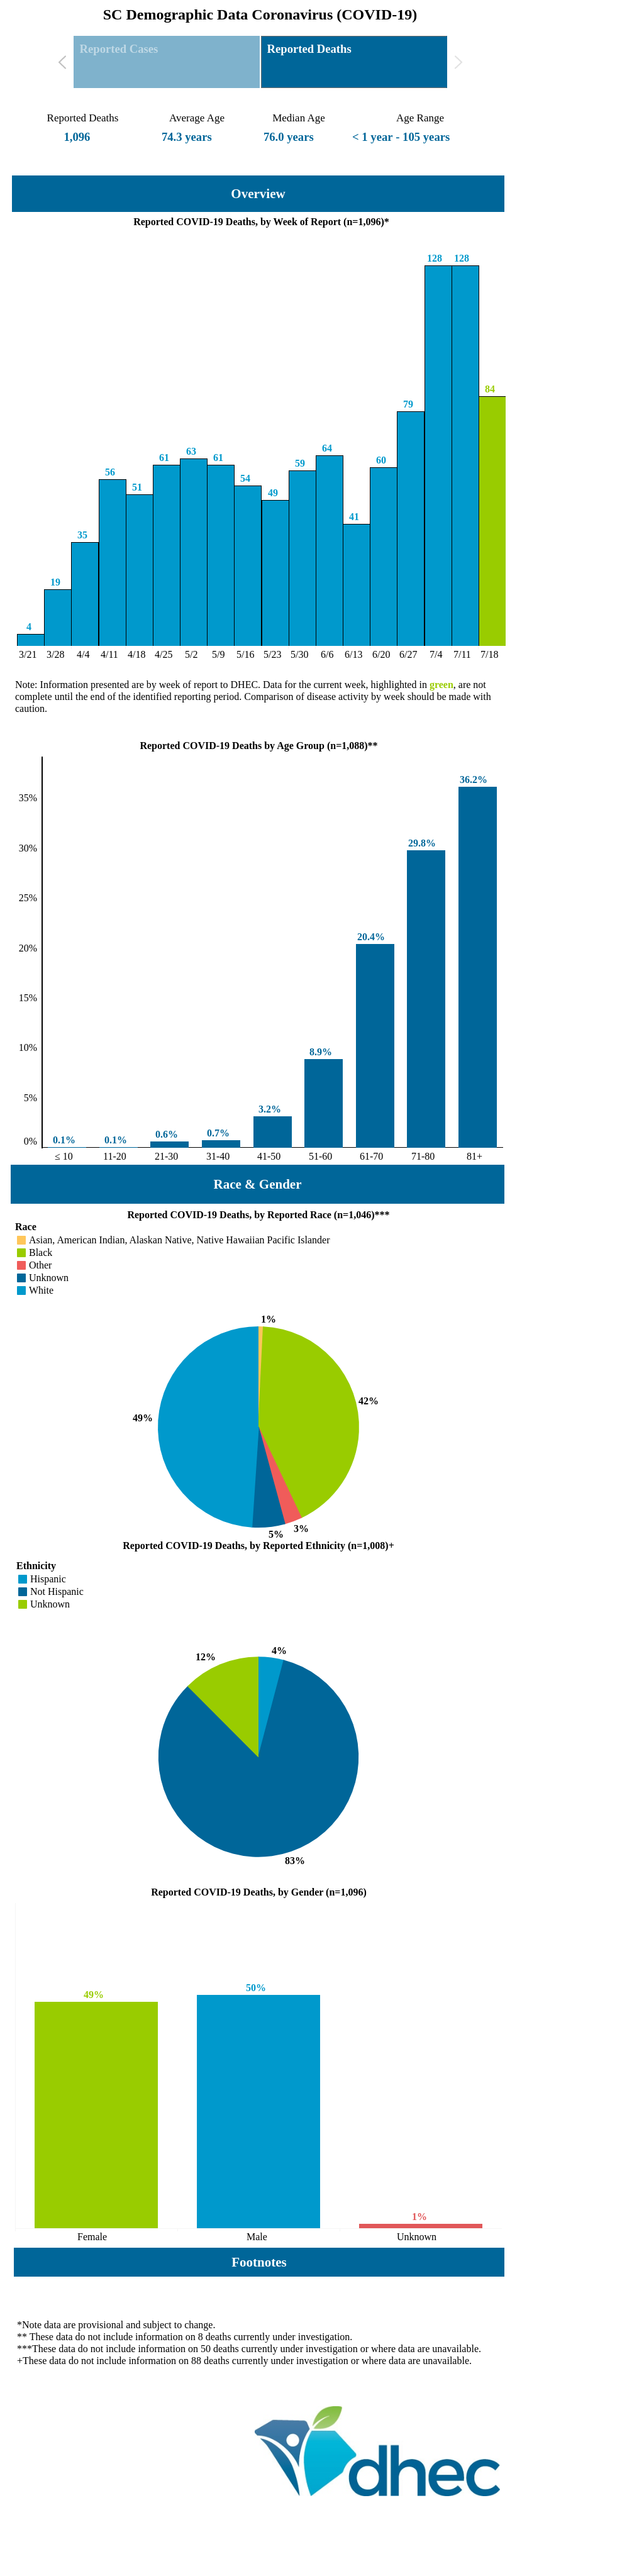 SC Demographic Data Coronavirus (COVID-19)
Reported Cases
Reported Deaths
Reported Deaths Average Age Median Age Age Range
1,096 74.3 years 76.0 years < 1 year - 105 years
Overview
Reported COVID-19 Deaths, by Week of Report (n=1,096)*
128 128
84
79
64
63
61 61
60
59
56
54
51
49
41
35
19
4
3/21 3/28 4/4 4/11 4/18 4/25 5/2 5/9 5/16 5/23 5/30 6/6 6/13 6/20 6/27 7/4 7/11 7/18
Note: Information presented are by week of report to DHEC. Data for the current week, highlighted in green, are not
complete until the end of the identified reporting period. Comparison of disease activity by week should be made with
caution.
Reported COVID-19 Deaths by Age Group (n=1,088)**
36.2%
35%
30%
29.8%
25%
20.4%
20%
15%
10%
8.9%
5%
3.2%
0.1% 0.1% 0.6% 0.7%
0%
≤ 10 11-20 21-30 31-40 41-50 51-60 61-70 71-80 81+
Race & Gender
Reported COVID-19 Deaths, by Reported Race (n=1,046)***
Race
Asian, American Indian, Alaskan Native, Native Hawaiian Pacific Islander
Black
Other
Unknown
White
1%
42%
49%
3%
5%
Reported COVID-19 Deaths, by Reported Ethnicity (n=1,008)+
Ethnicity
Hispanic
Not Hispanic
Unknown
4%
12%
83%
Reported COVID-19 Deaths, by Gender (n=1,096)
49% 50%
1%
Female Male Unknown
Footnotes
*Note data are provisional and subject to change.
** These data do not include information on 8 deaths currently under investigation.
***These data do not include information on 50 deaths currently under investigation or where data are unavailable.
+These data do not include information on 88 deaths currently under investigation or where data are unavailable.
dhec